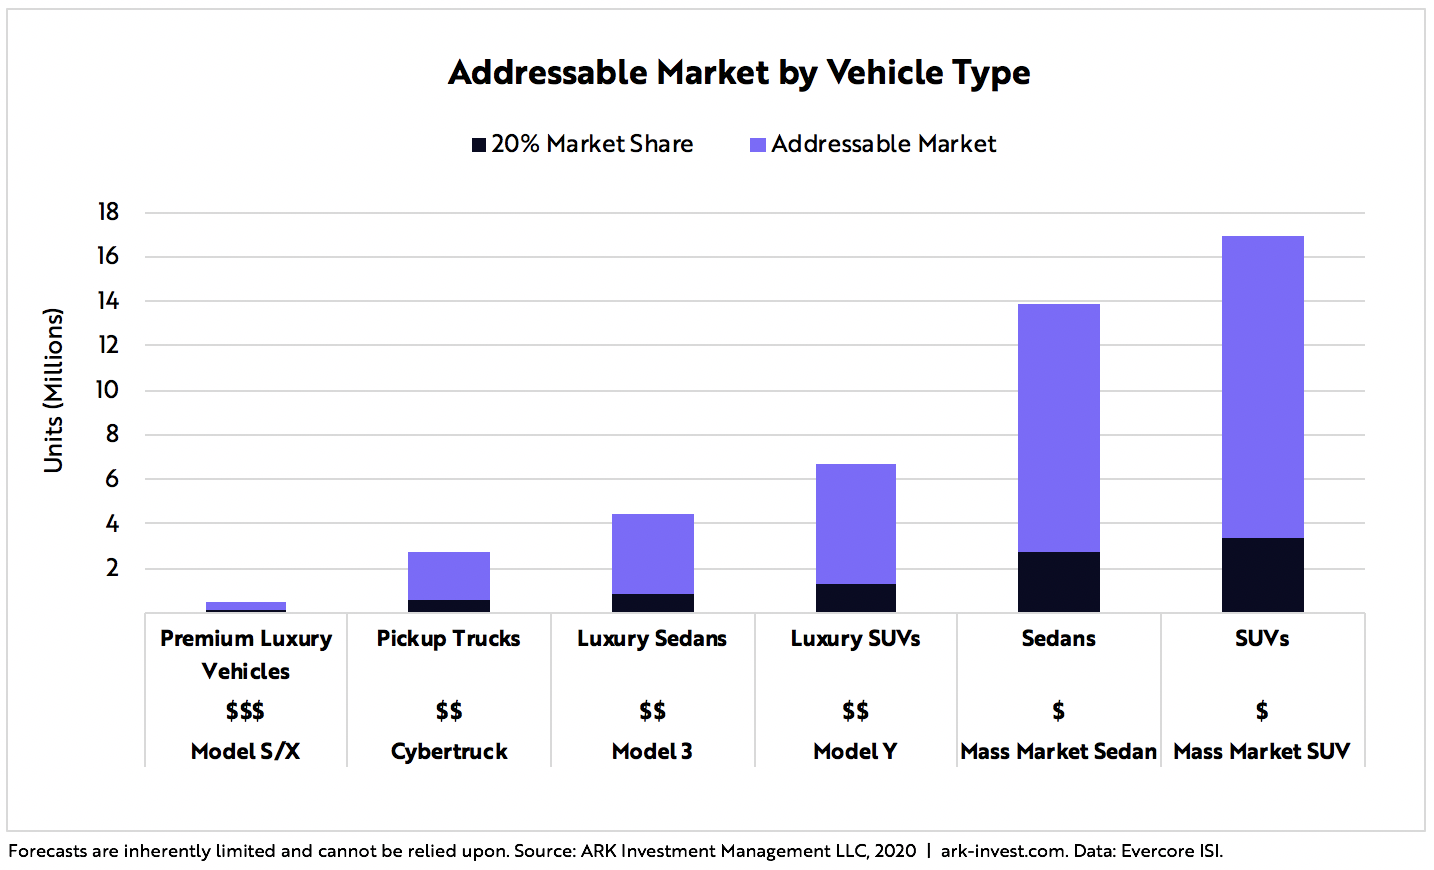 Addressable Market by Vehicle Type
20% Market Share
Addressable Market
18
16
14
12
10
8
6
4
2
Units (Millions)
Premium Luxury
Vehicles
Pickup Trucks
Luxury Sedans
Luxury SUVs
Sedans
SUVs
$$$
$$
$$
$$
$
$
Model S/X
Cybertruck
Model 3
Model Y
Mass Market Sedan
Mass Market SUV
Forecasts are inherently limited and cannot be relied upon. Source: ARK Investment Management LLC, 2020 | ark-invest.com. Data: Evercore ISI.